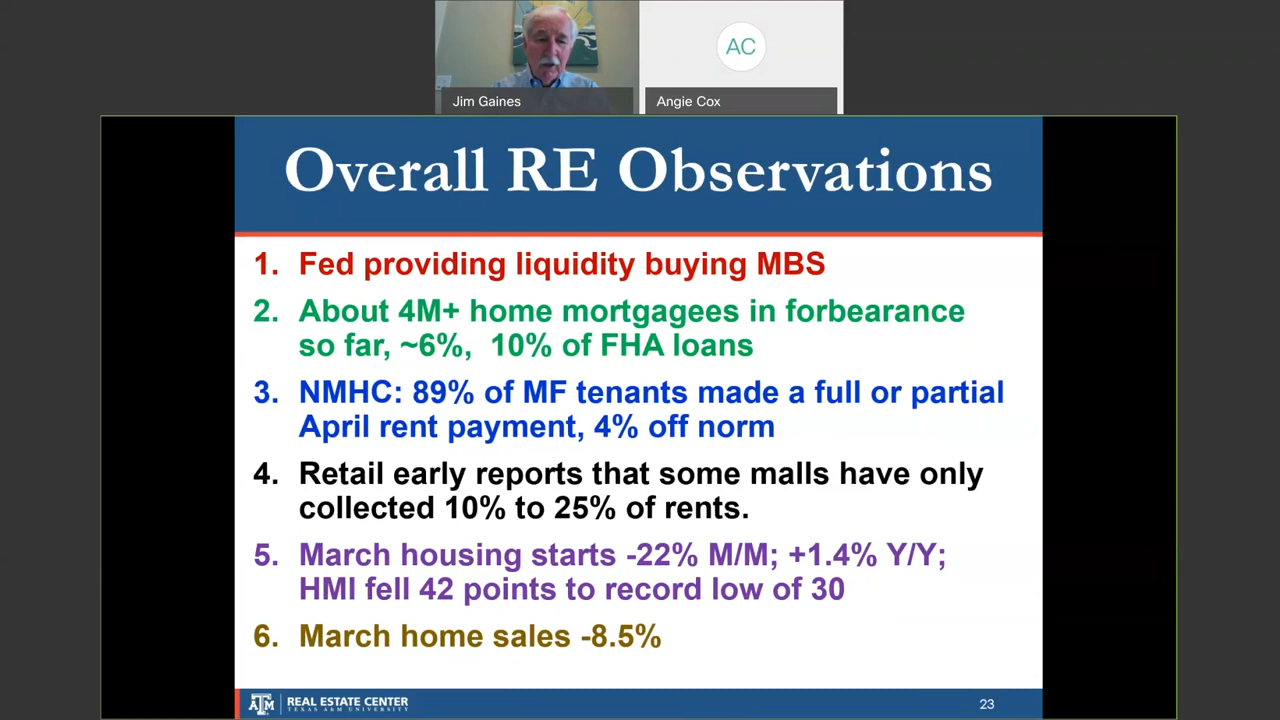 AC
Jim Gaines
Angie Cox
Overall RE Observations
1. Fed providing liquidity buying MBS
2. About 4M+ home mortgagees in forbearance
so far, ~6%, 10% of FHA loans
3. NMHC: 89% of MF tenants made a full or partial
April rent payment, 4% off norm
4. Retail early reports that some malls have only
collected 10% to 25% of rents.
5. March housing starts -22% M/M; +1.4% Y/Y;
HMI fell 42 points to record low of 30
6. March home sales -8.5%
ATM REAL ESTATE CENTER
TEXAS A&M UNIVERSITY
23